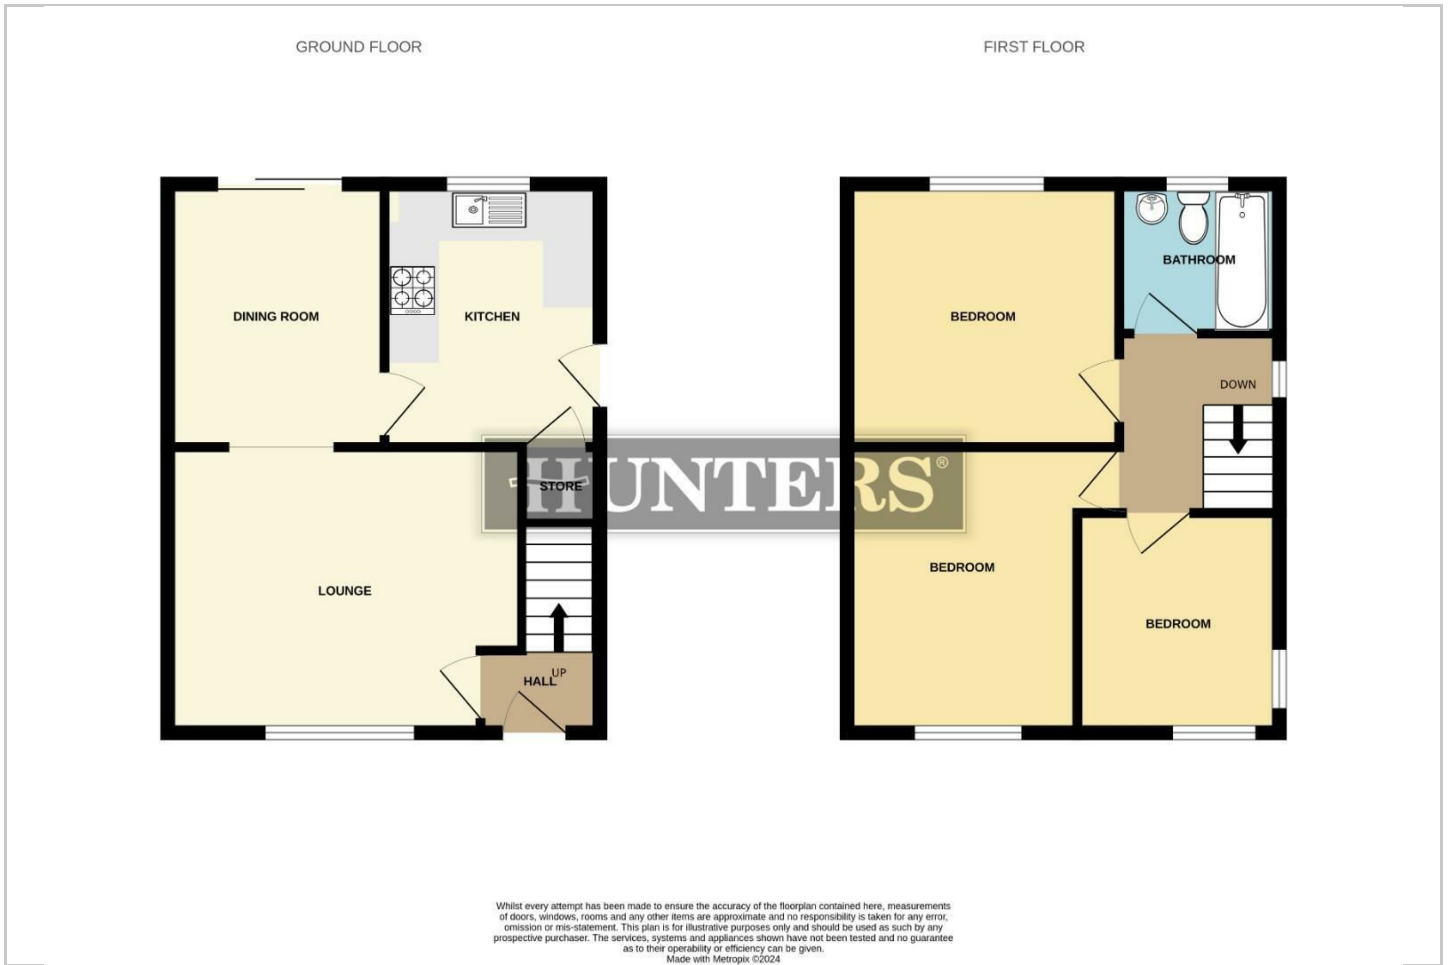 GROUND FLOOR
FIRST FLOOR
DINING ROOM
KITCHEN
STORE
LOUNGE
UP
HALL
BATHROOM
BEDROOM
DOWN
BEDROOM
BEDROOM
HUNTERS®
Whilst every attempt has been made to ensure the accuracy of the floorplan contained here, measurements
of doors, windows, rooms and any other items are approximate and no responsibility is taken for any error,
omission or mis-statement. This plan is for illustrative purposes only and should be used as such by any
prospective purchaser. The services, systems and appliances shown have not been tested and no guarantee
as to their operability or efficiency can be given.
Made with Metropix ©2024